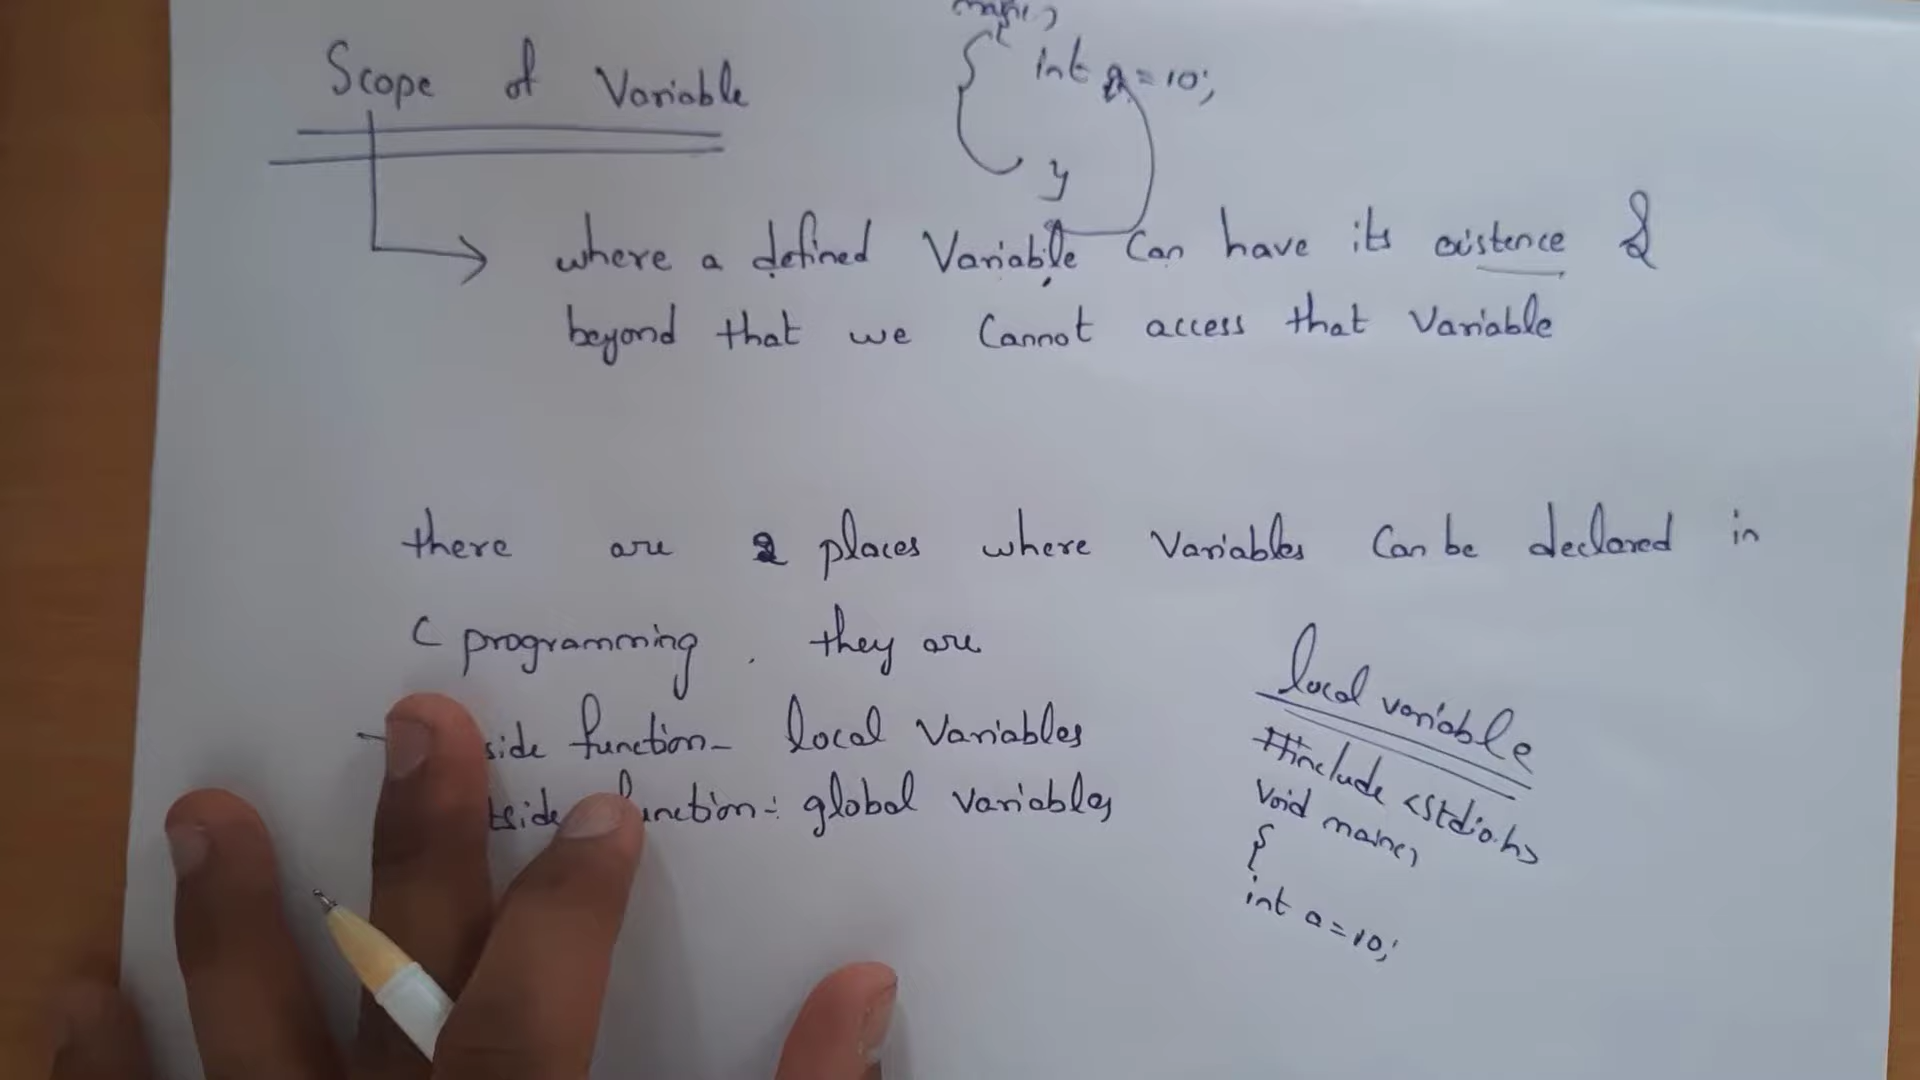 Scope of Variable
main()
{ int a=10;
}
where a defined Variable Can have its existence &
beyond that we Cannot access that Variable
there are 2 places where Variables Can be declared in
C programming. they are
side function- local Variables
tside function: global variables
local variable
#include <stdio.h>
void main()
{
int a=10;